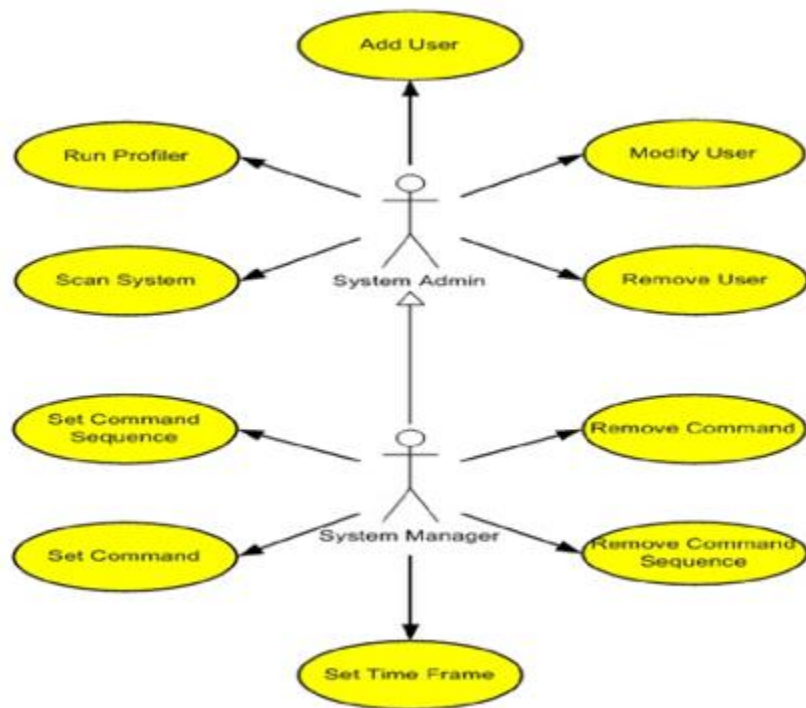 Add User
Run Profiler
Modify User
Scan System
System Admin
Remove User
Set Command
Sequence
Remove Command
Set Command
System Manager
Remove Command
Sequence
Set Time Frame